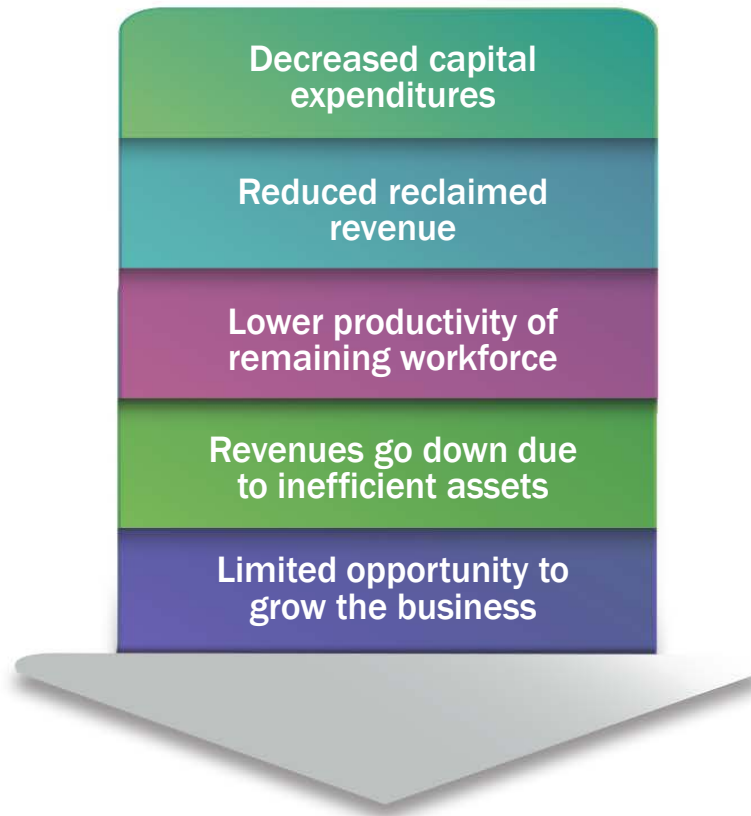 Decreased capital
expenditures
Reduced reclaimed
revenue
Lower productivity of
remaining workforce
Revenues go down due
to inefficient assets
Limited opportunity to
grow the business